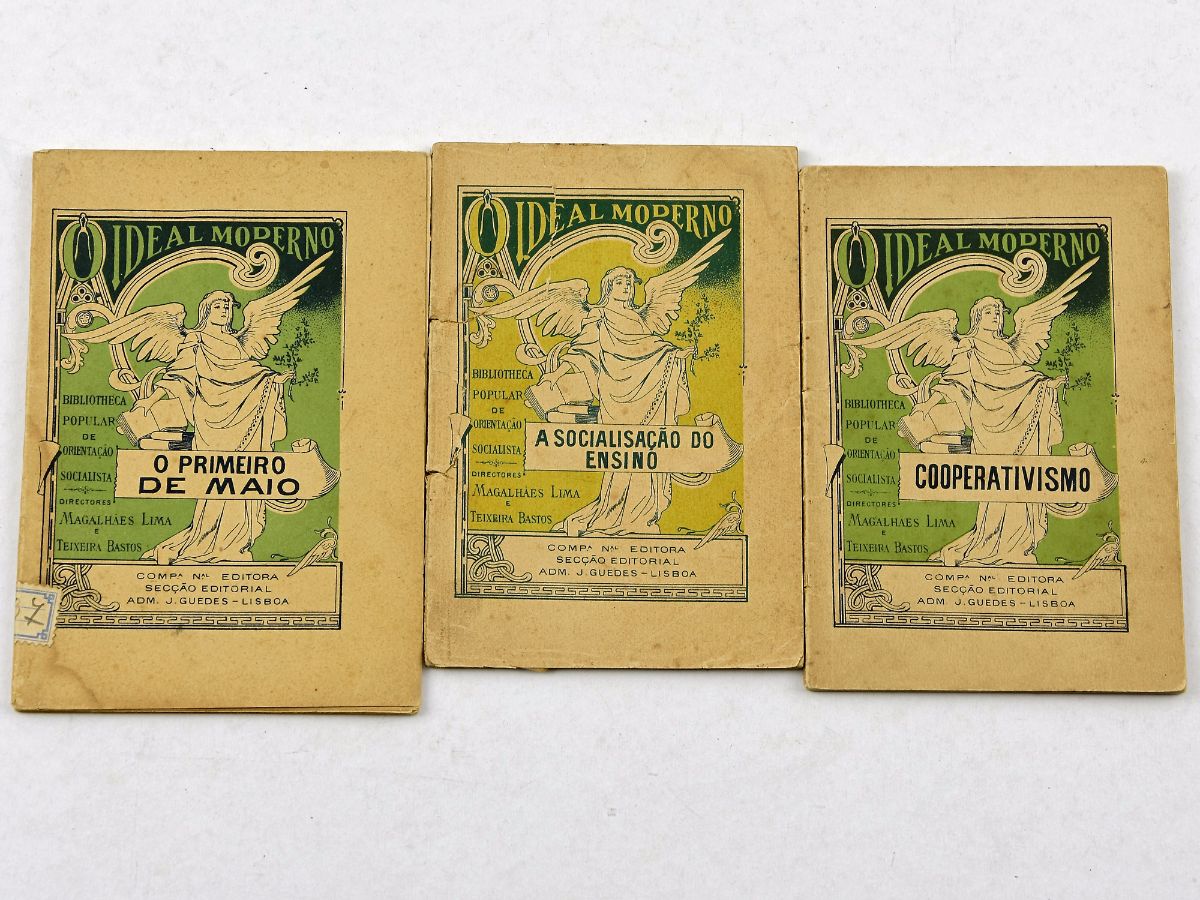 O IDEAL MODERNO
BIBLIOTHECA
POPULAR
DE
ORIENTAÇÃO
SOCIALISTA
DIRECTORES
MAGALHÃES LIMA
E
TEIXEIRA BASTOS
O PRIMEIRO
DE MAIO
COMPA NAL EDITORA
SECÇÃO EDITORIAL
ADM. J. GUEDES – LISBOA
O IDEAL MODERNO
BIBLIOTHECA
POPULAR
DE
ORIENTAÇÃO
SOCIALISTA
DIRECTORES
MAGALHÃES LIMA
E
TEIXEIRA BASTOS
A SOCIALISAÇÃO DO
ENSINO
COMPA NAL EDITORA
SECÇÃO EDITORIAL
ADM. J. GUEDES – LISBOA
O IDEAL MODERNO
BIBLIOTHECA
POPULAR
DE
ORIENTAÇÃO
SOCIALISTA
DIRECTORES
MAGALHÃES LIMA
E
TEIXEIRA BASTOS
COOPERATIVISMO
COMPA NAL EDITORA
SECÇÃO EDITORIAL
ADM. J. GUEDES – LISBOA